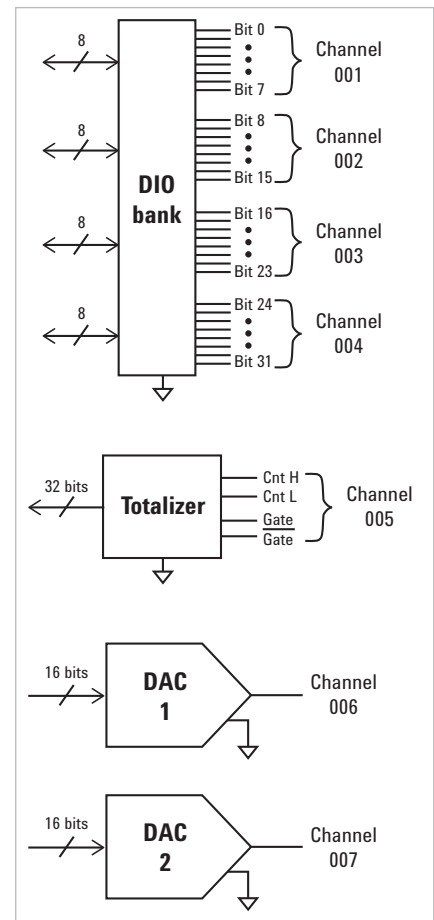 8
Bit 0
Bit 7
Channel
001
8
Bit 8
Bit 15
Channel
002
DIO
bank
8
Bit 16
Bit 23
Channel
003
8
Bit 24
Bit 31
Channel
004
32 bits
Totalizer
Cnt H
Cnt L
Gate
Gate
Channel
005
16 bits
DAC
1
Channel
006
16 bits
DAC
2
Channel
007